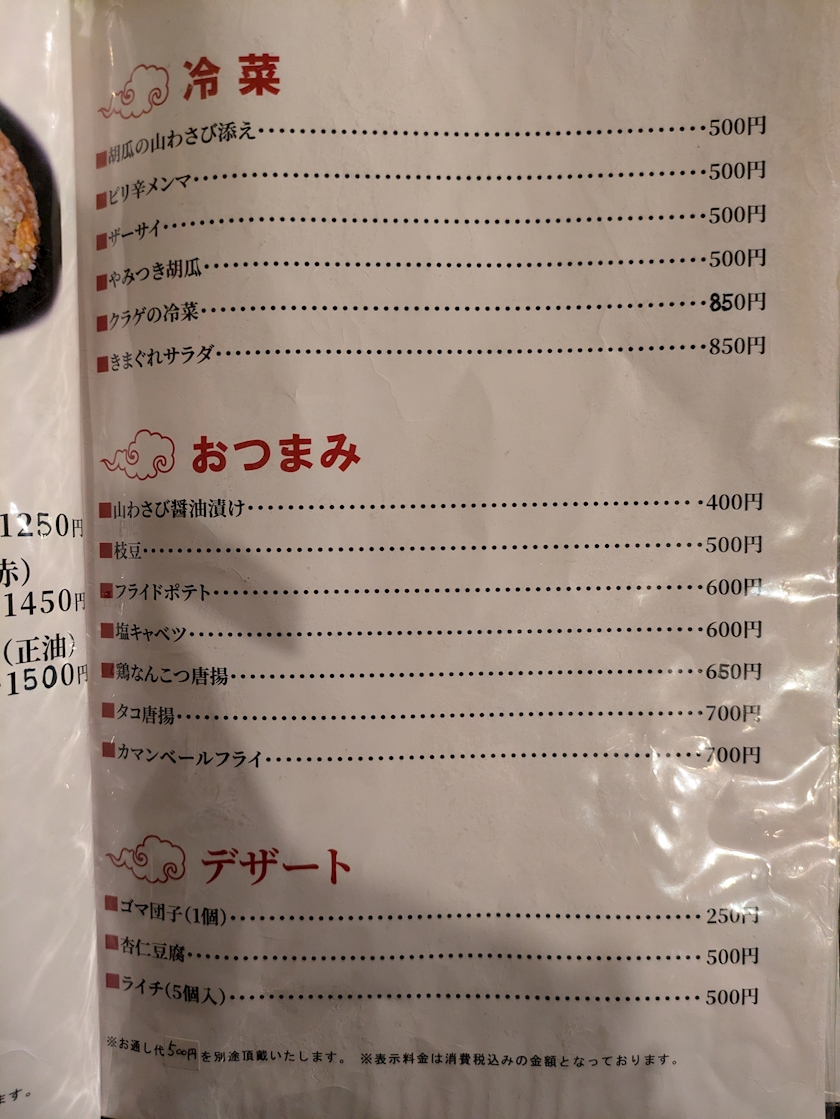 冷菜
■胡瓜の山わさび添え 500円
■ピリ辛メンマ 500円
■ザーサイ 500円
■やみつき胡瓜 500円
■クラゲの冷菜 850円
■きまぐれサラダ 850円
おつまみ
■山わさび醤油漬け 400円
■枝豆 500円
■フライドポテト 600円
■塩キャベツ 600円
■鶏なんこつ唐揚 650円
■タコ唐揚 700円
■カマンベールフライ 700円
デザート
■ゴマ団子(1個) 250円
■杏仁豆腐 500円
■ライチ(5個入) 500円
※お通し代500円を別途頂戴いたします。 ※表示料金は消費税込みの金額となっております。
1250円
赤)
1450円
(正油)
1500円
ます。